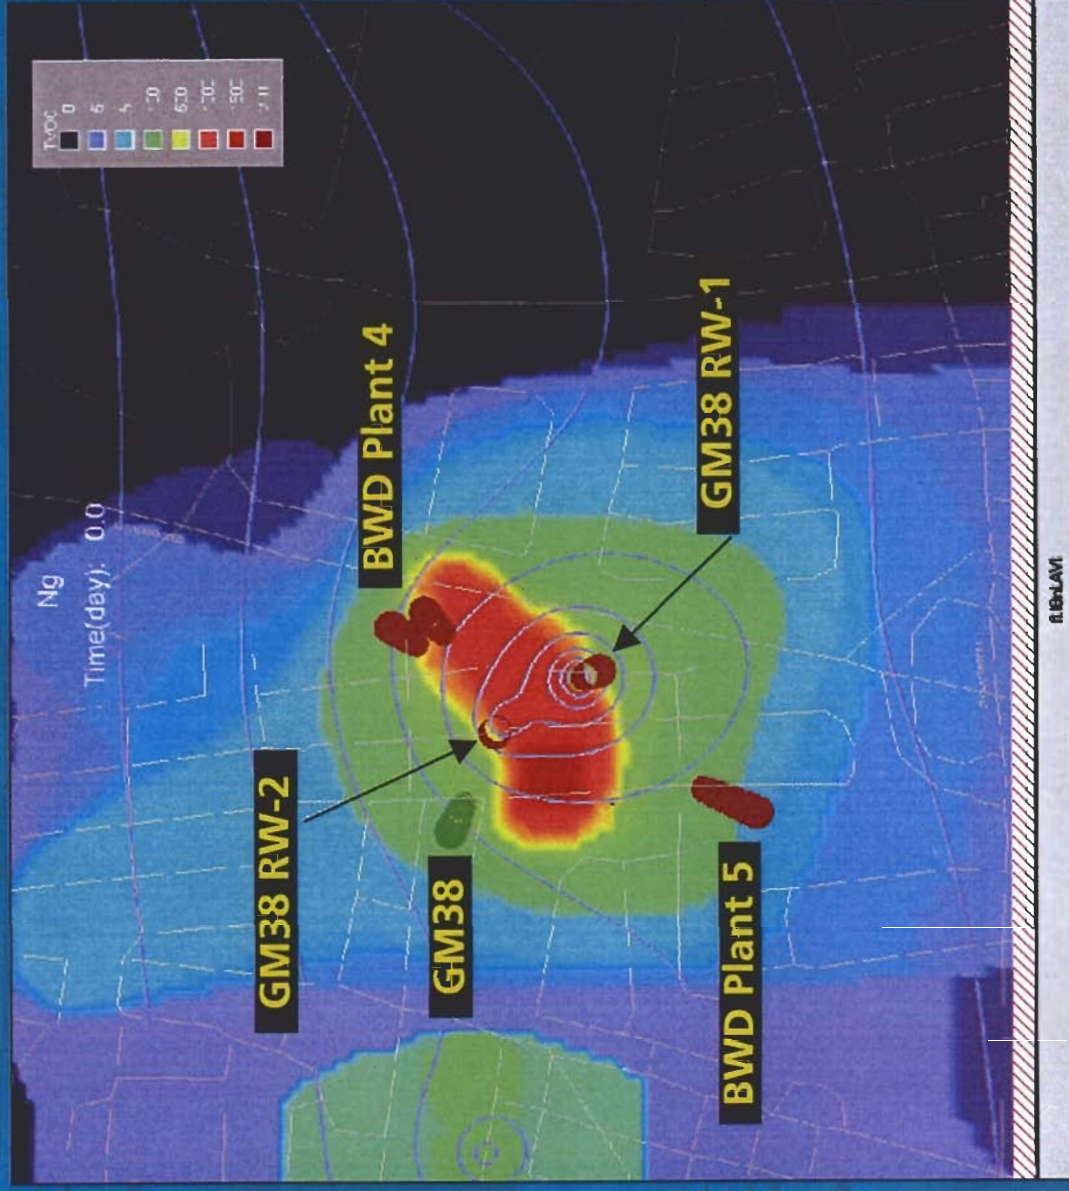 TVOC
0
5
Ng
Time(day): 0.0
BWD Plant 4
GM38 RW-1
GM38 RW-2
GM38
BWD Plant 5